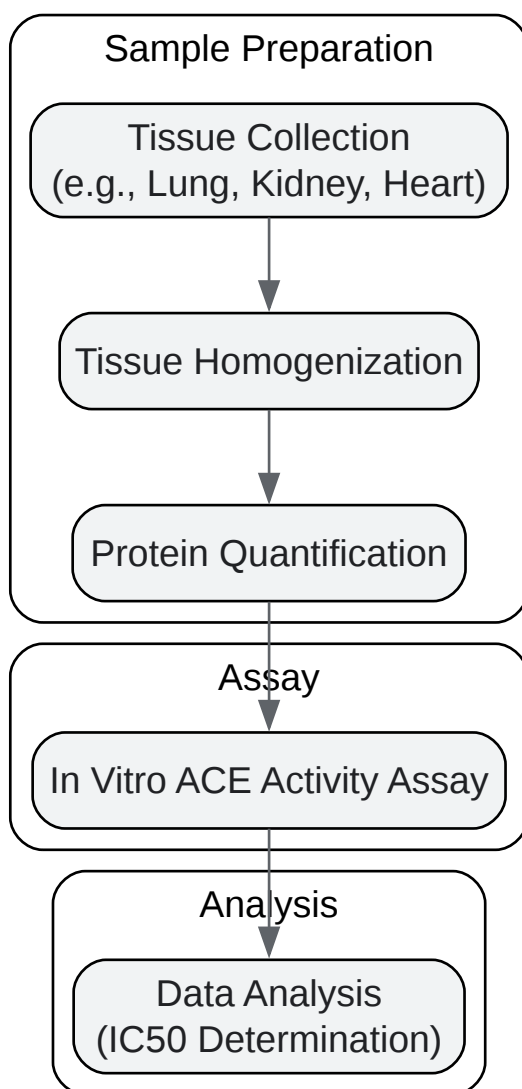 Sample Preparation
Tissue Collection
(e.g., Lung, Kidney, Heart)
Tissue Homogenization
Protein Quantification
Assay
In Vitro ACE Activity Assay
Analysis
Data Analysis
(IC50 Determination)